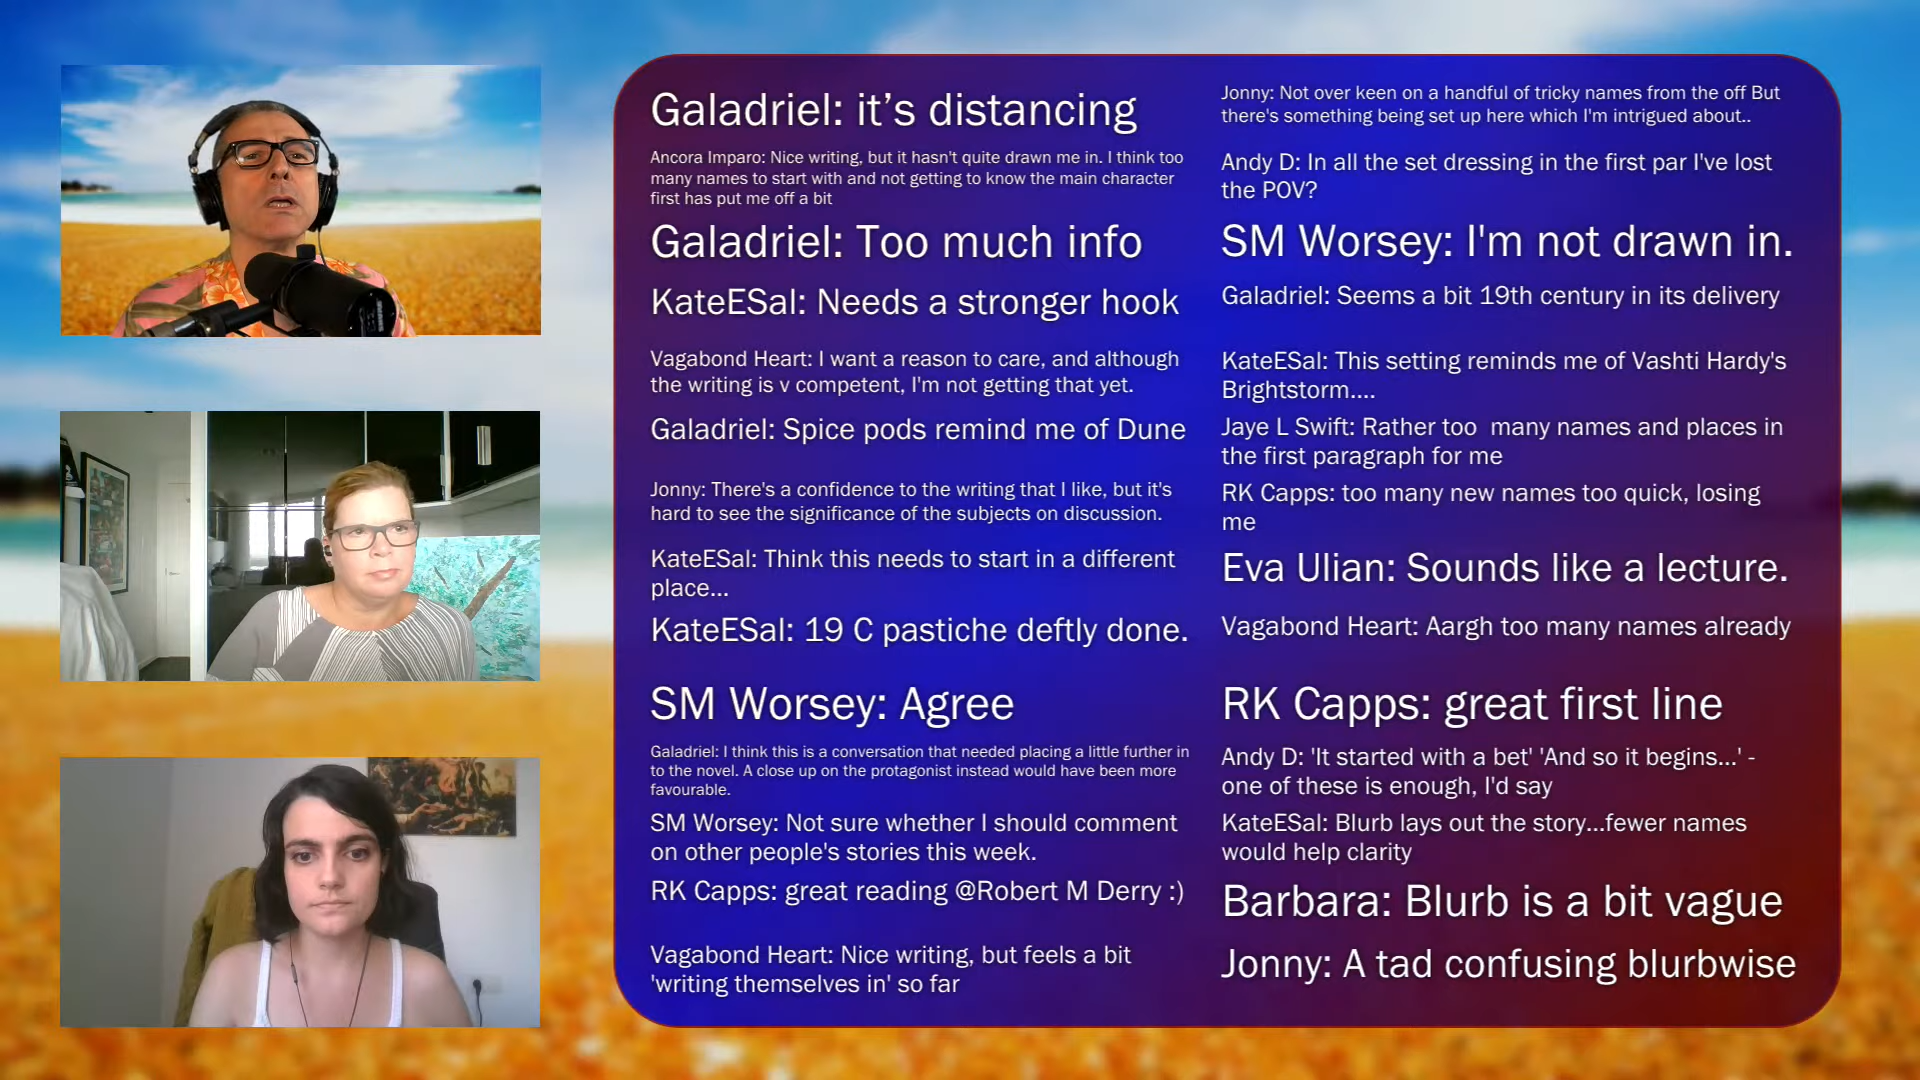 Galadriel: it’s distancing
Ancora Imparo: Nice writing, but it hasn't quite drawn me in. I think too
many names to start with and not getting to know the main character
first has put me off a bit
Galadriel: Too much info
KateESal: Needs a stronger hook
Vagabond Heart: I want a reason to care, and although
the writing is v competent, I'm not getting that yet.
Galadriel: Spice pods remind me of Dune
Jonny: There's a confidence to the writing that I like, but it's
hard to see the significance of the subjects on discussion.
KateESal: Think this needs to start in a different
place...
KateESal: 19 C pastiche deftly done.
SM Worsey: Agree
Galadriel: I think this is a conversation that needed placing a little further in
to the novel. A close up on the protagonist instead would have been more
favourable.
SM Worsey: Not sure whether I should comment
on other people's stories this week.
RK Capps: great reading @Robert M Derry :)
Vagabond Heart: Nice writing, but feels a bit
'writing themselves in' so far
Jonny: Not over keen on a handful of tricky names from the off But
there's something being set up here which I'm intrigued about..
Andy D: In all the set dressing in the first par I've lost
the POV?
SM Worsey: I'm not drawn in.
Galadriel: Seems a bit 19th century in its delivery
KateESal: This setting reminds me of Vashti Hardy's
Brightstorm....
Jaye L Swift: Rather too  many names and places in
the first paragraph for me
RK Capps: too many new names too quick, losing
me
Eva Ulian: Sounds like a lecture.
Vagabond Heart: Aargh too many names already
RK Capps: great first line
Andy D: 'It started with a bet' 'And so it begins...' -
one of these is enough, I'd say
KateESal: Blurb lays out the story...fewer names
would help clarity
Barbara: Blurb is a bit vague
Jonny: A tad confusing blurbwise